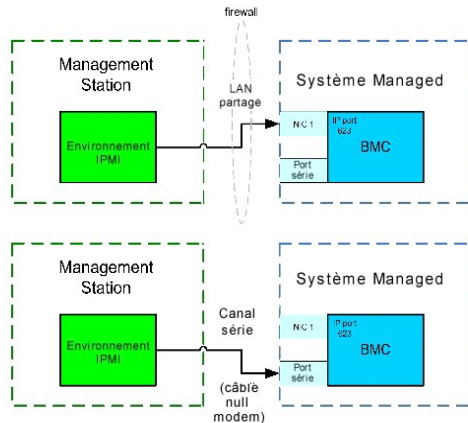 firewall
Management
Station
LAN
partage
Système Managed
Environnement
IPMI
NIC 1
IP port
623
BMC
Port
série
Management
Station
Système Managed
Canal
série
Environnement
IPMI
NIC 1
IP port
623
BMC
Port
série
(câble
null
modem)